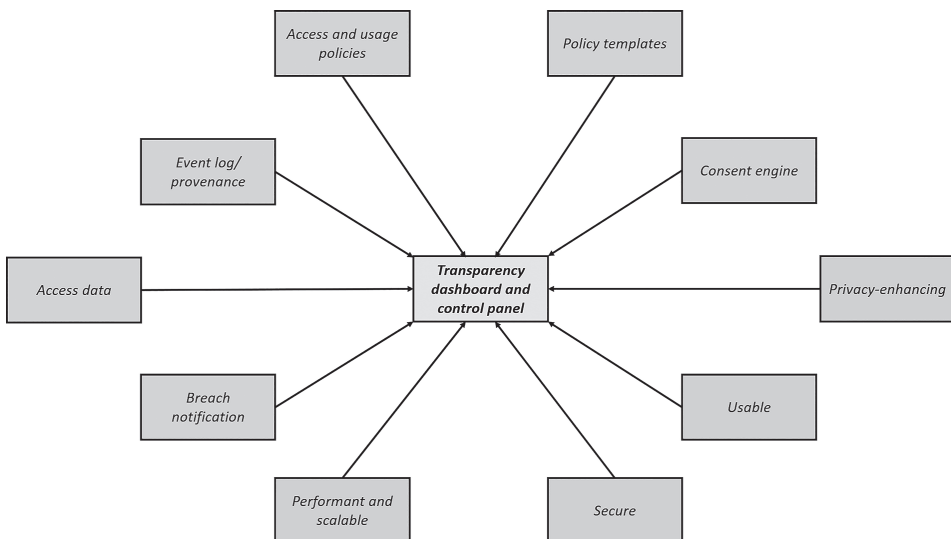 Access and usage
policies
Policy templates
Event log/
provenance
Consent engine
Transparency
dashboard and
control panel
Access data
Privacy-enhancing
Breach
notification
Usable
Performant and
scalable
Secure